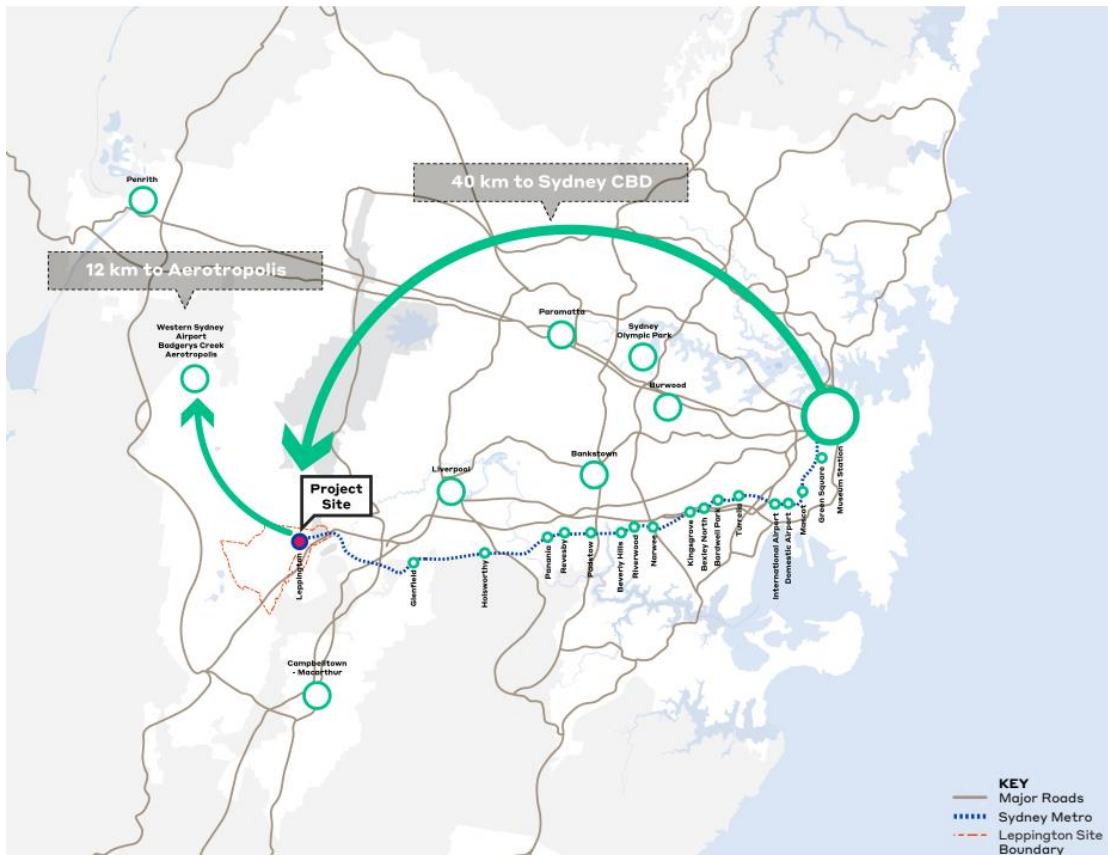 40 km to Sydney CBD
Penrith
12 km to Aerotropolis
Western Sydney
Airport
Badgerys Creek
Aerotropolis
Paramatta
Sydney
Olympic Park
Burwood
Bankstown
Liverpool
Project
Site
Leppington
Glenfield
Holsworthy
Panania
Revesby
Padstow
Beverly Hills
Riverwood
Narwee
Kingsgrove
Bexley North
Bardwell Park
Turrella
International Airport
Domestic Airport
Mascot
Green Square
Museum Station
Campbelltown
- Macarthur
KEY
Major Roads
Sydney Metro
Leppington Site
Boundary